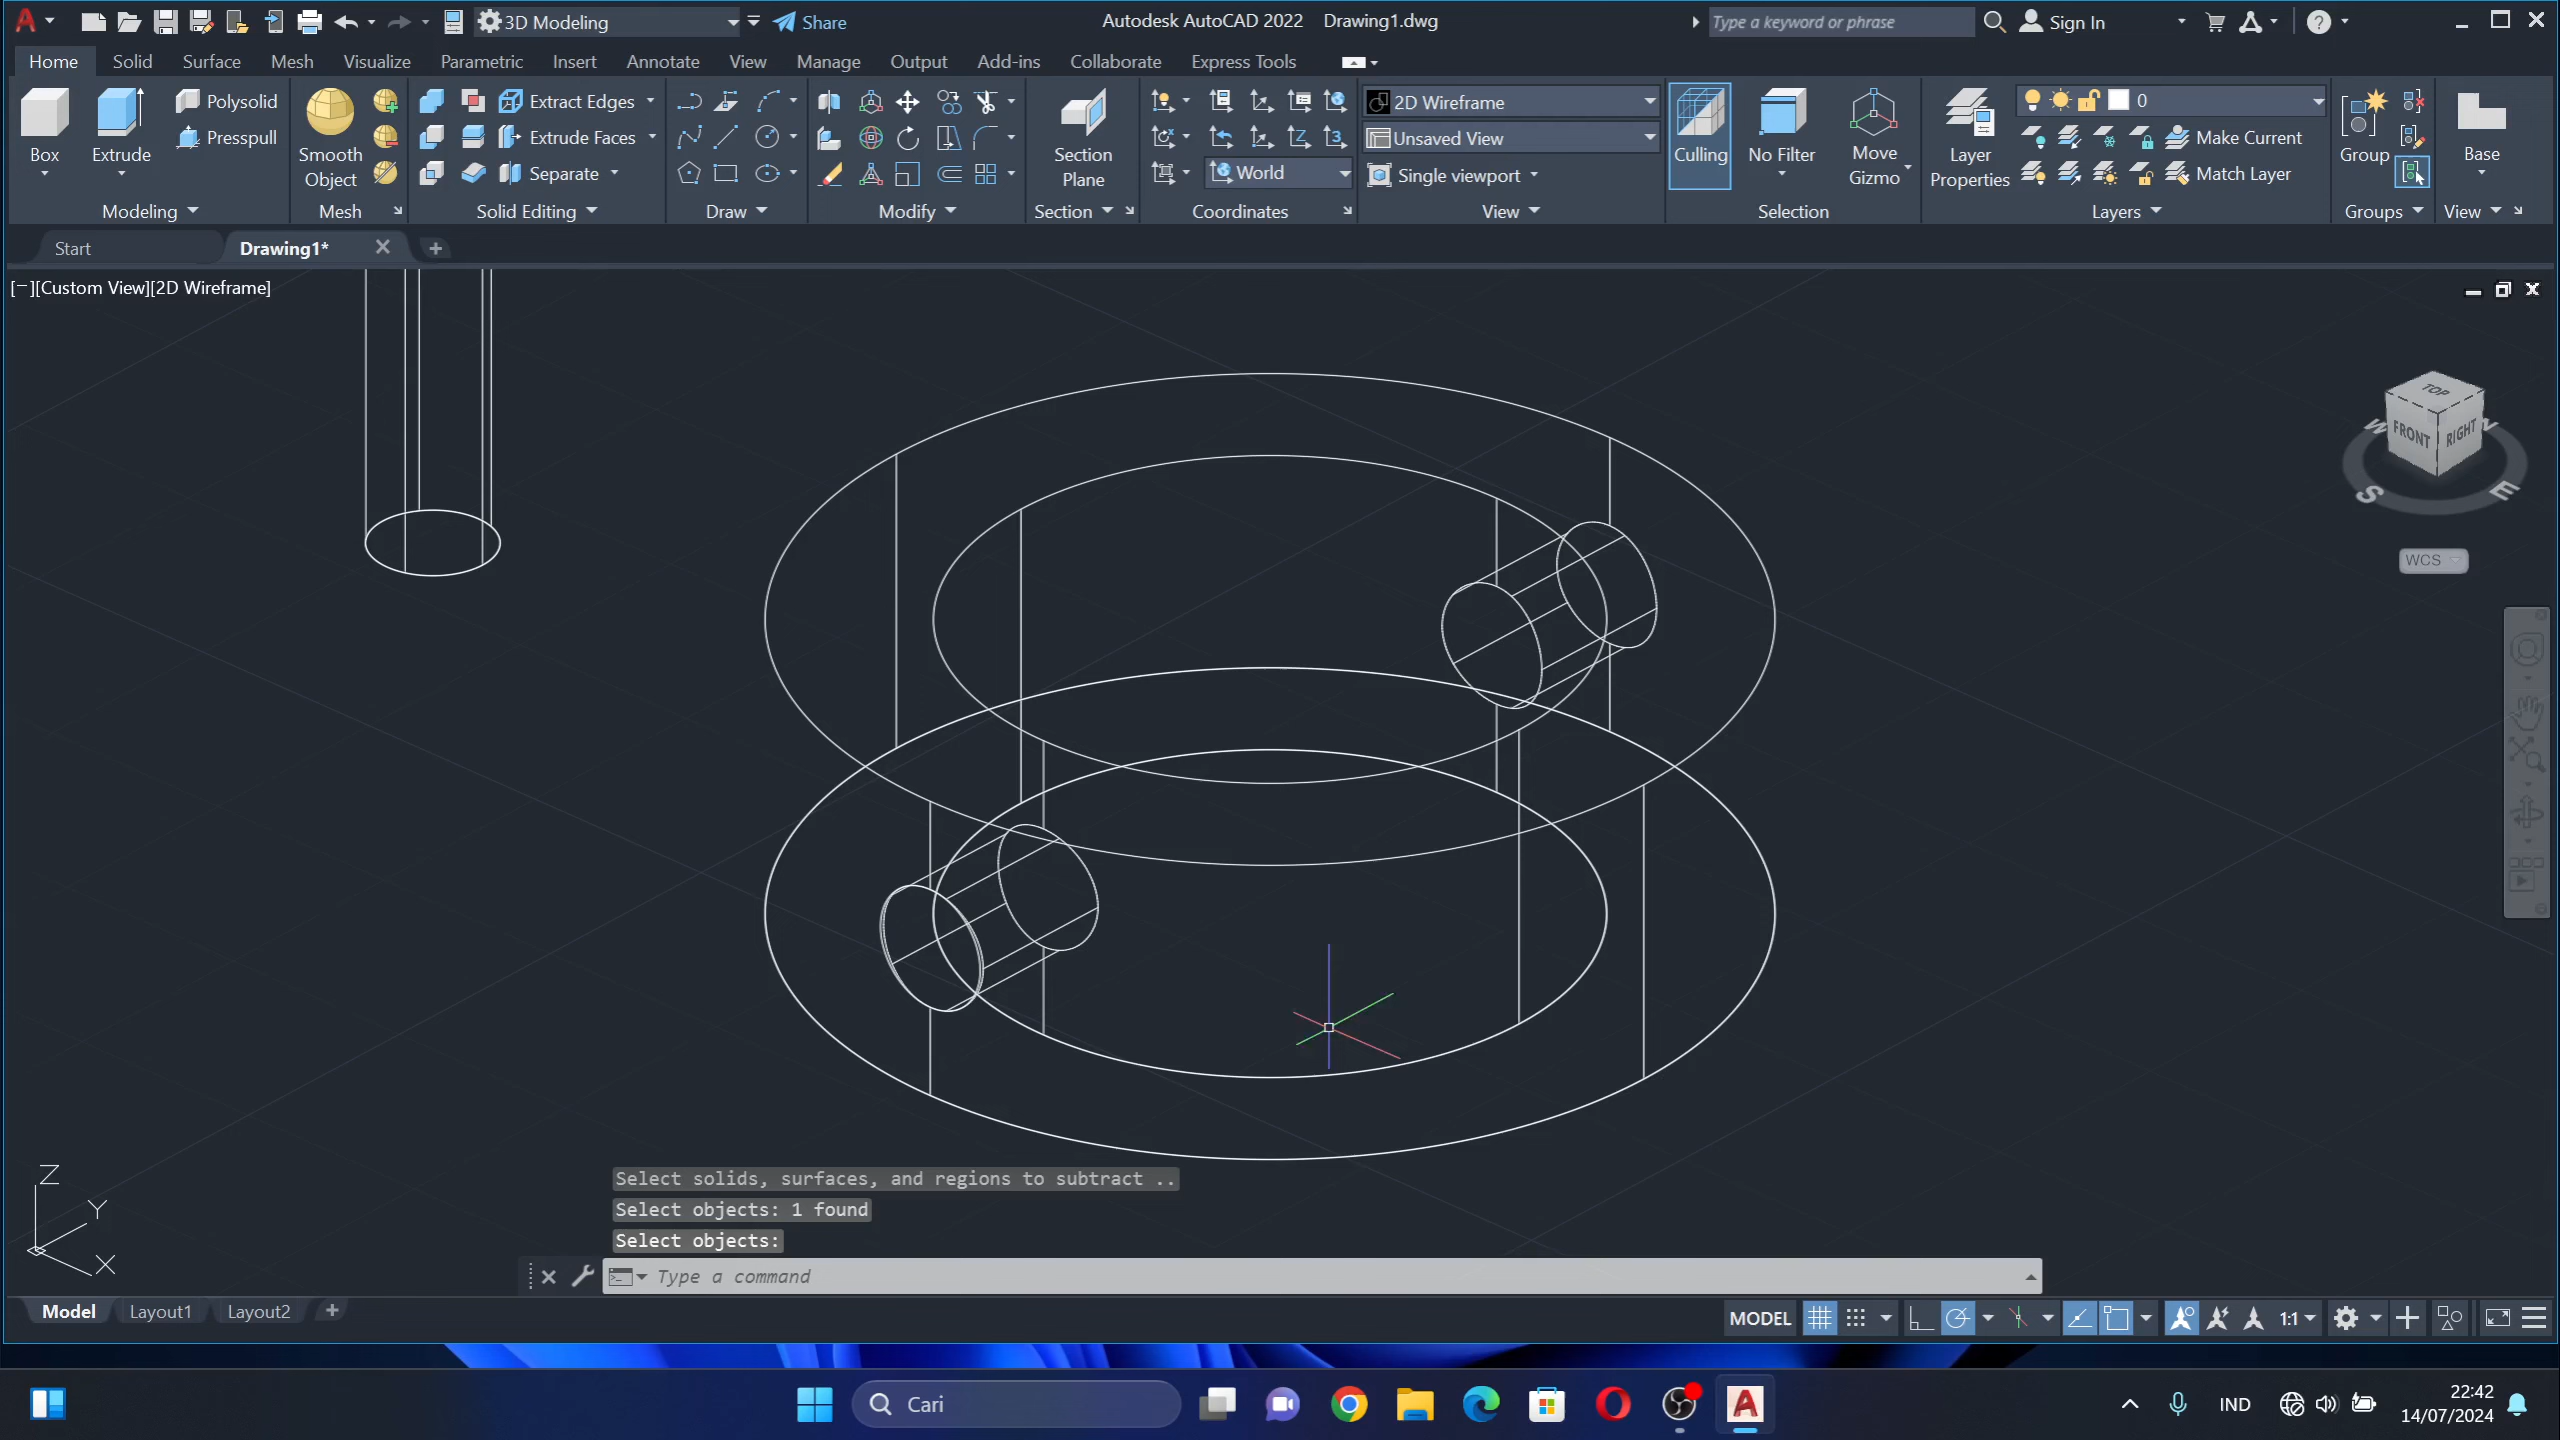 3D Modeling
Share
Autodesk AutoCAD 2022 Drawing1.dwg
Type a keyword or phrase
Sign In
Home Solid Surface Mesh Visualize Parametric Insert Annotate View Manage Output Add-ins Collaborate Express Tools
Box
Extrude
Polysolid
Presspull
Modeling
Smooth
Object
Mesh
Extract Edges
Extrude Faces
Separate
Solid Editing
Draw
Modify
Section
Plane
Section
World
Coordinates
2D Wireframe
Unsaved View
Single viewport
View
Culling
No Filter
Move
Gizmo
Selection
Layer
Properties
0
Make Current
Match Layer
Layers
Group
Groups
Base
View
Start
Drawing1*
[−][Custom View][2D Wireframe]
TOP
FRONT
RIGHT
W
N
S
E
WCS
Z
Y
X
Select solids, surfaces, and regions to subtract ..
Select objects: 1 found
Select objects:
Type a command
Model Layout1 Layout2
MODEL
1:1
Cari
IND
22:42
14/07/2024